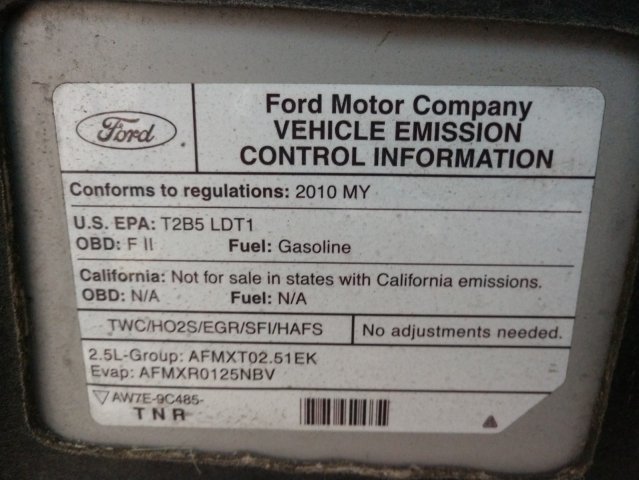 Ford
Ford Motor Company
VEHICLE EMISSION
CONTROL INFORMATION
Conforms to regulations: 2010 MY
U.S. EPA: T2B5 LDT1
OBD: F II Fuel: Gasoline
California: Not for sale in states with California emissions.
OBD: N/A Fuel: N/A
TWC/HO2S/EGR/SFI/HAFS No adjustments needed.
2.5L-Group: AFMXT02.51EK
Evap: AFMXR0125NBV
AW7E-9C485-
TNR